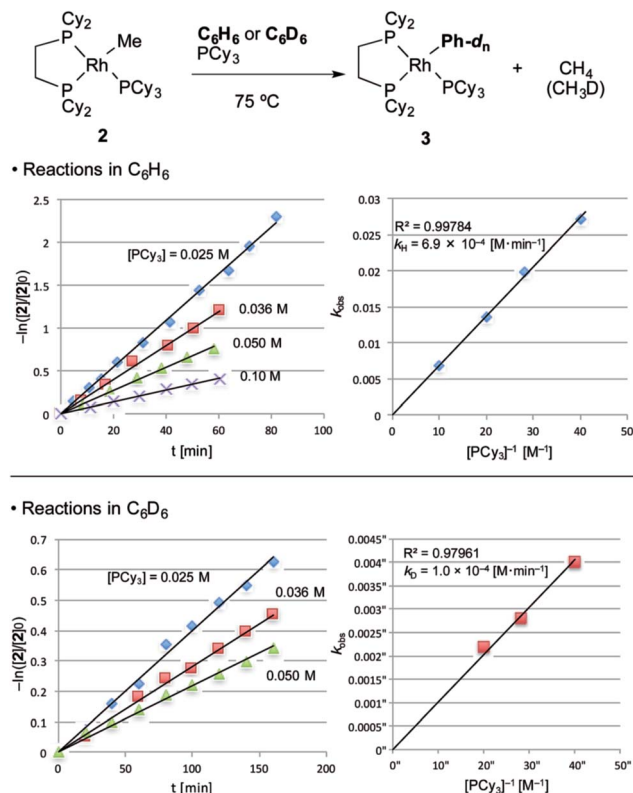 Cy₂
P
Me
Rh
P
PCy₃
Cy₂
2
C₆H₆ or C₆D₆
PCy₃
75 ºC
Cy₂
P
Ph-dₙ
Rh
P
PCy₃
Cy₂
3
+
CH₄
(CH₃D)
• Reactions in C₆H₆
−ln([2]/[2]0)
2.5
2
1.5
1
0.5
0
[PCy₃] = 0.025 M
0.036 M
0.050 M
0.10 M
0 20 40 60 80 100
t [min]
k_obs
0.03
0.025
0.02
0.015
0.01
0.005
0
R² = 0.99784
k_H = 6.9 × 10⁻⁴ [M·min⁻¹]
0 10 20 30 40 50
[PCy₃]⁻¹ [M⁻¹]
• Reactions in C₆D₆
−ln([2]/[2]0)
0.7
0.6
0.5
0.4
0.3
0.2
0.1
0
[PCy₃] = 0.025 M
0.036 M
0.050 M
0 50 100 150 200
t [min]
k_obs
0.0045"
0.004"
0.0035"
0.003"
0.0025"
0.002"
0.0015"
0.001"
0.0005"
0"
R² = 0.97961
k_D = 1.0 × 10⁻⁴ [M·min⁻¹]
0" 10" 20" 30" 40" 50"
[PCy₃]⁻¹ [M⁻¹]